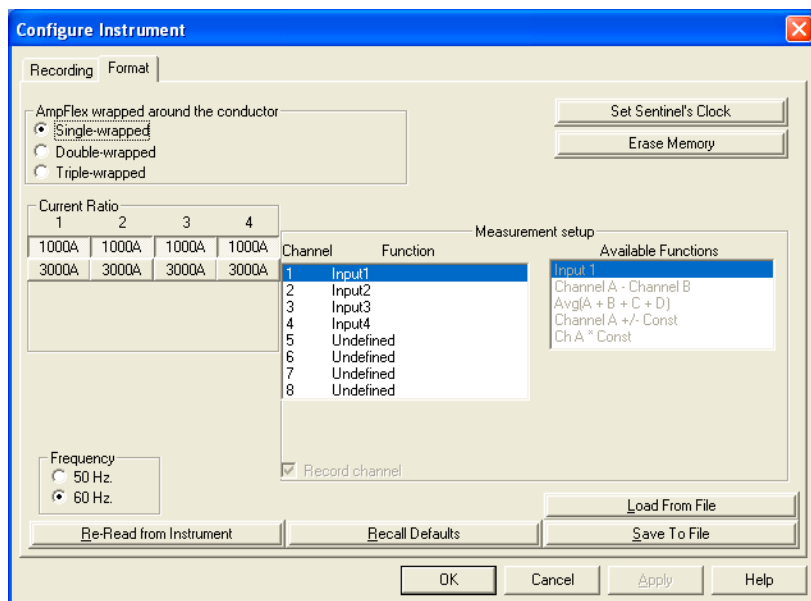 Configure Instrument
Recording Format
AmpFlex wrapped around the conductor
Single-wrapped
Double-wrapped
Triple-wrapped
Set Sentinel's Clock
Erase Memory
Current Ratio
1 2 3 4
1000A 1000A 1000A 1000A
3000A 3000A 3000A 3000A
Measurement setup
Channel Function
1 Input1
2 Input2
3 Input3
4 Input4
5 Undefined
6 Undefined
7 Undefined
8 Undefined
Available Functions
Input 1
Channel A - Channel B
Avg(A + B + C + D)
Channel A +/- Const
Ch A * Const
Record channel
Frequency
50 Hz.
60 Hz.
Load From File
Re-Read from Instrument Recall Defaults Save To File
OK Cancel Apply Help